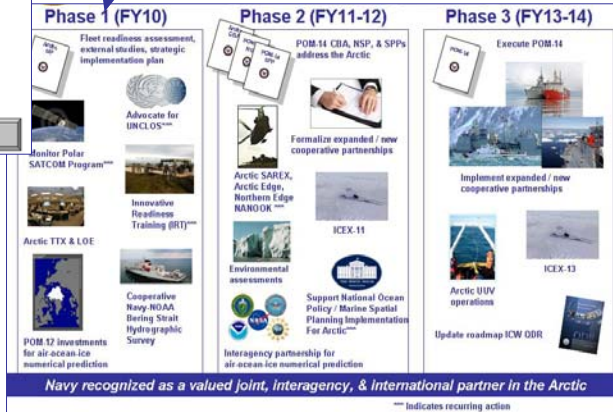 Phase 1 (FY10)
Fleet readiness assessment,
external studies, strategic
implementation plan
Advocate for
UNCLOS***
Monitor Polar
SATCOM Program***
Innovative
Readiness
Training (IRT)***
Arctic TTX & LOE
Cooperative
Navy-NOAA
Bering Strait
Hydrographic
Survey
POM-12 investments
for air-ocean-ice
numerical prediction
Phase 2 (FY11-12)
POM-14 CBA, NSP, & SPPs
address the Arctic
Formalize expanded / new
cooperative partnerships
Arctic SAREX,
Arctic Edge,
Northern Edge
NANOOK ***
ICEX-11
Environmental
assessments
NASA
Support National Ocean
Policy / Marine Spatial
Planning Implementation
For Arctic***
Interagency partnership for
air-ocean-ice numerical prediction
Phase 3 (FY13-14)
POM-14
Execute POM-14
Implement expanded / new
cooperative partnerships
ICEX-13
Arctic UUV
operations
Update roadmap ICW QDR
Navy recognized as a valued joint, interagency, & international partner in the Arctic
*** Indicates recurring action